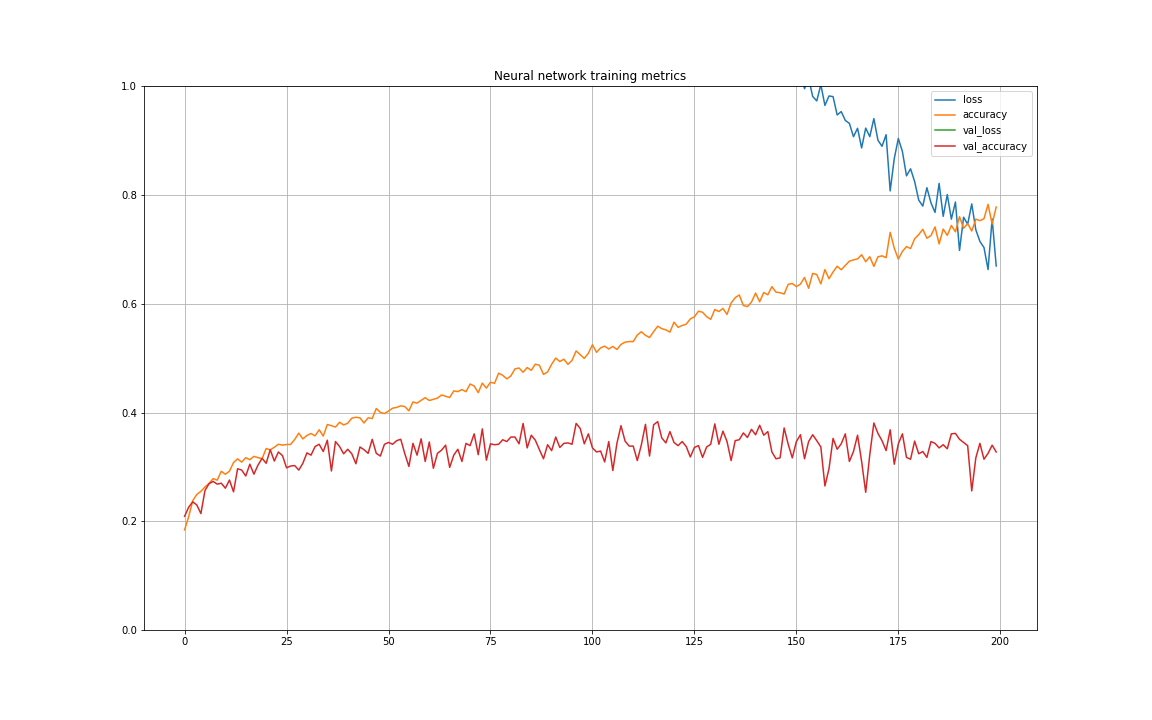 Neural network training metrics
1.0
0.8
0.6
0.4
0.2
0.0
loss
accuracy
val_loss
val_accuracy
0 25 50 75 100 125 150 175 200